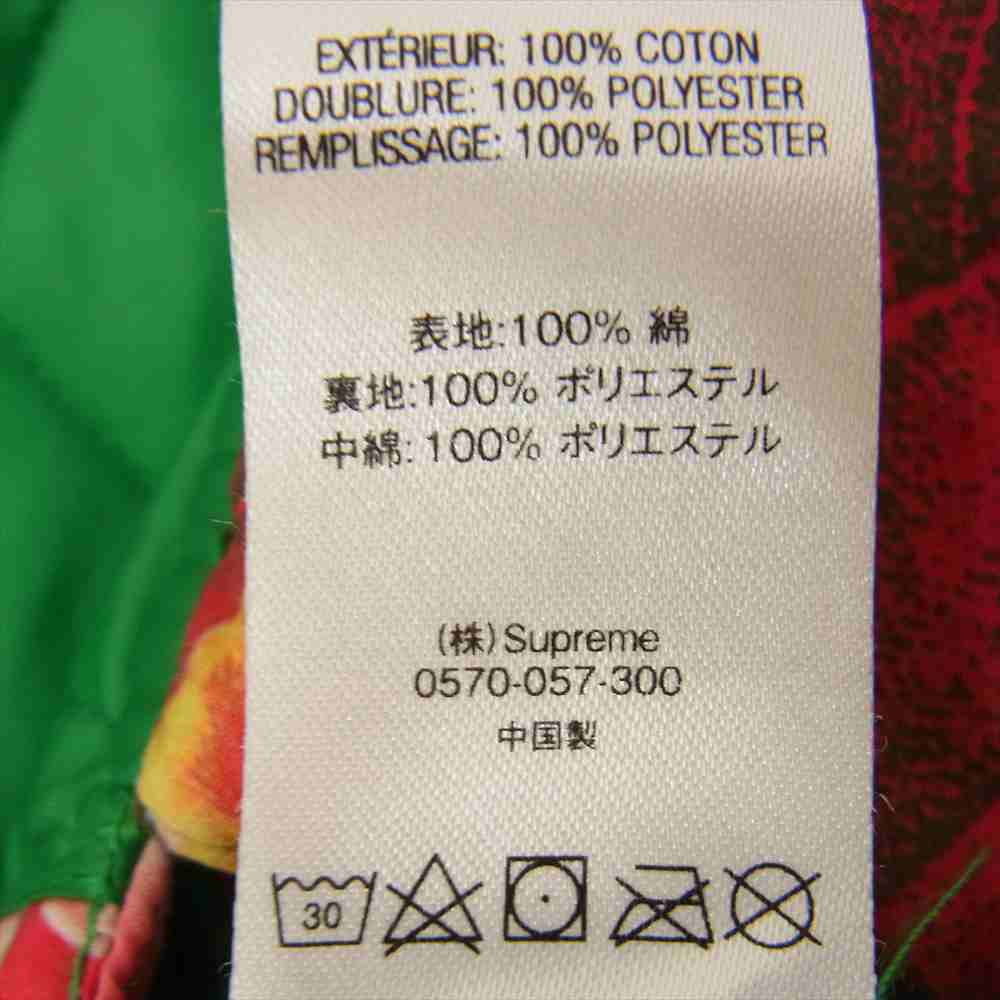 EXTÉRIEUR: 100% COTON
DOUBLURE: 100% POLYESTER
REMPLISSAGE: 100% POLYESTER
表地:100% 綿
裏地:100% ポリエステル
中綿: 100% ポリエステル
(株) Supreme
0570-057-300
中国製
30